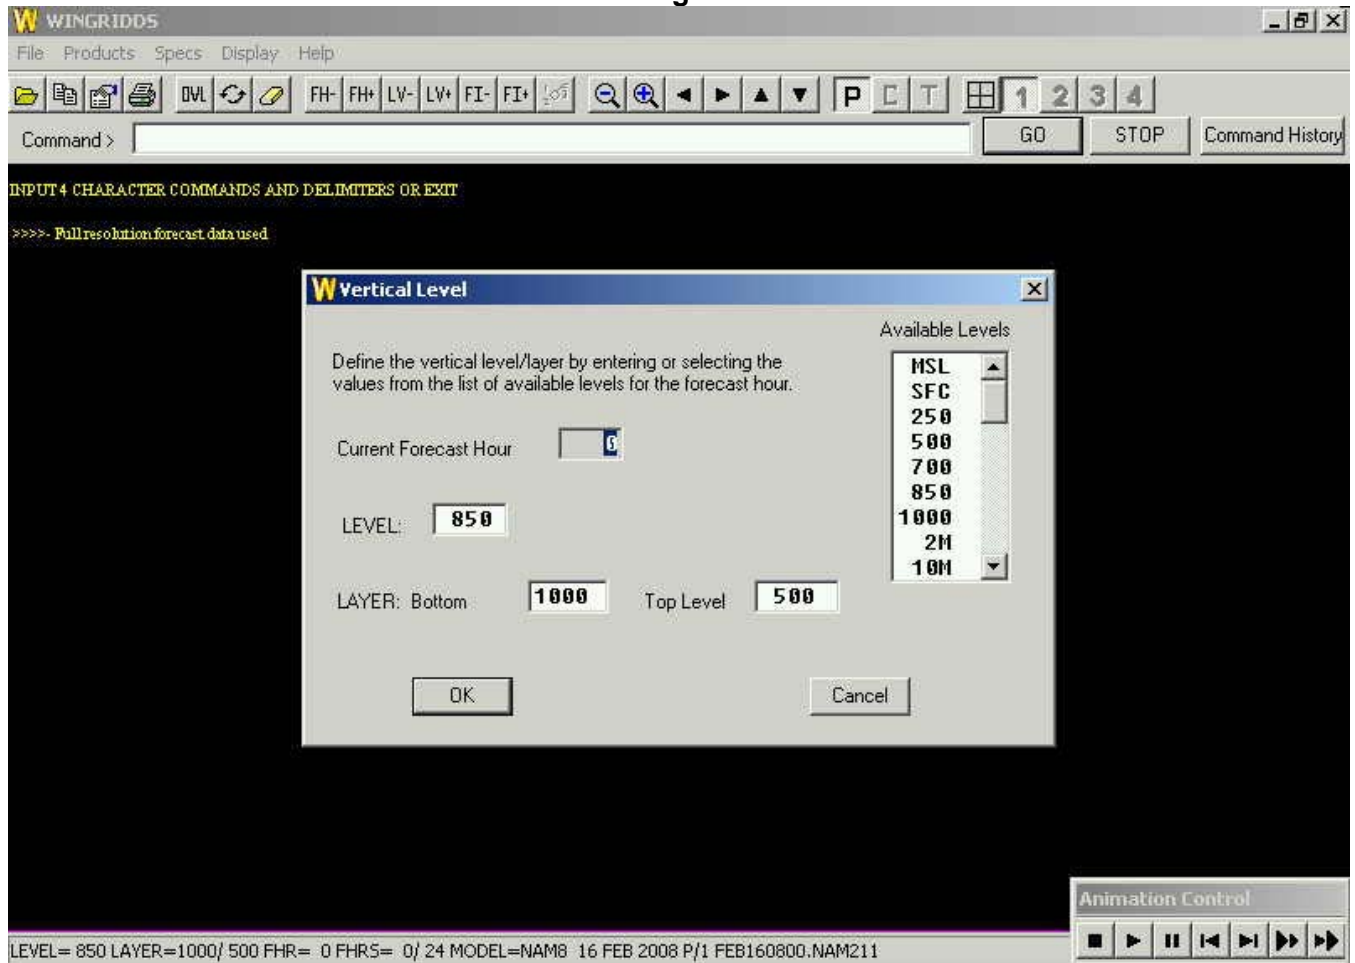 WINGRIDDS
File Products Specs Display Help
OVL FH- FH+ LV- LV+ FI- FI+ P C T 1 2 3 4
Command > GO STOP Command History
INPUT 4 CHARACTER COMMANDS AND DELIMITERS OR EXIT
>>>>- Full resolution forecast data used
Vertical Level
Available Levels
Define the vertical level/layer by entering or selecting the
values from the list of available levels for the forecast hour.
MSL
SFC
250
500
700
850
1000
2M
10M
Current Forecast Hour
LEVEL: 850
LAYER: Bottom 1000 Top Level 500
OK Cancel
Animation Control
LEVEL= 850 LAYER=1000/ 500 FHR= 0 FHRS= 0/ 24 MODEL=NAM8 16 FEB 2008 P/1 FEB160800.NAM211